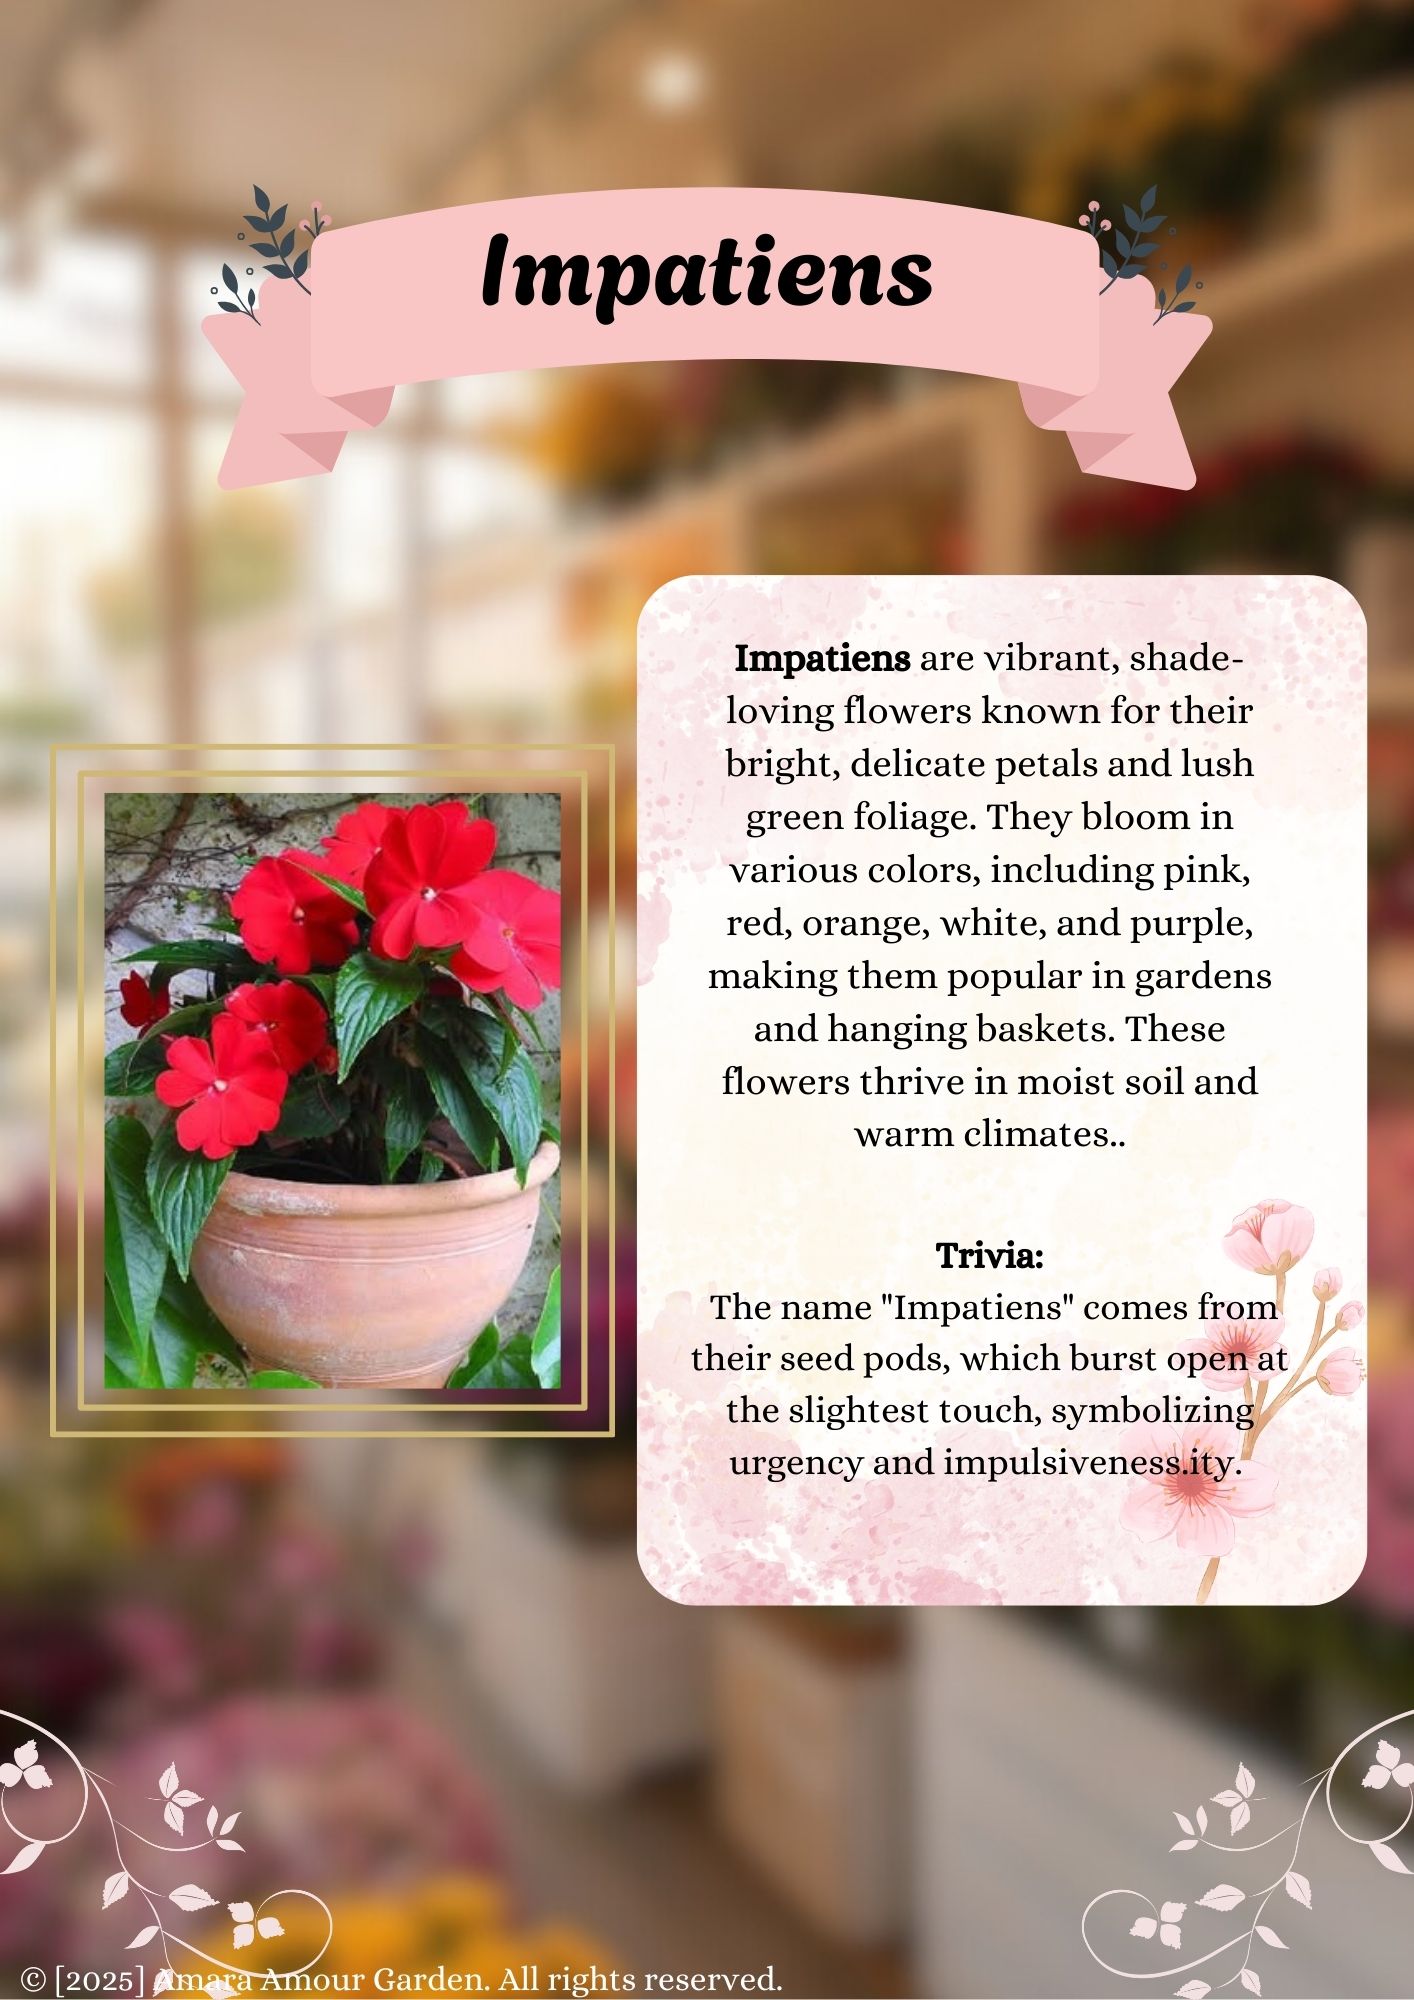 Impatiens
Impatiens are vibrant, shade-
loving flowers known for their
bright, delicate petals and lush
green foliage. They bloom in
various colors, including pink,
red, orange, white, and purple,
making them popular in gardens
and hanging baskets. These
flowers thrive in moist soil and
warm climates..
Trivia:
The name "Impatiens" comes from
their seed pods, which burst open at
the slightest touch, symbolizing
urgency and impulsiveness.ity.
© [2025] Amara Amour Garden. All rights reserved.